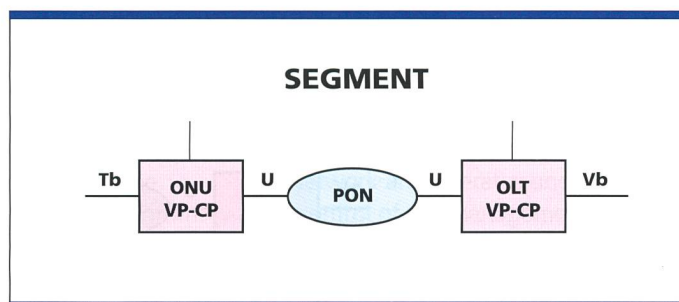 SEGMENT
Tb
ONU
VP-CP
U
PON
U
OLT
VP-CP
Vb